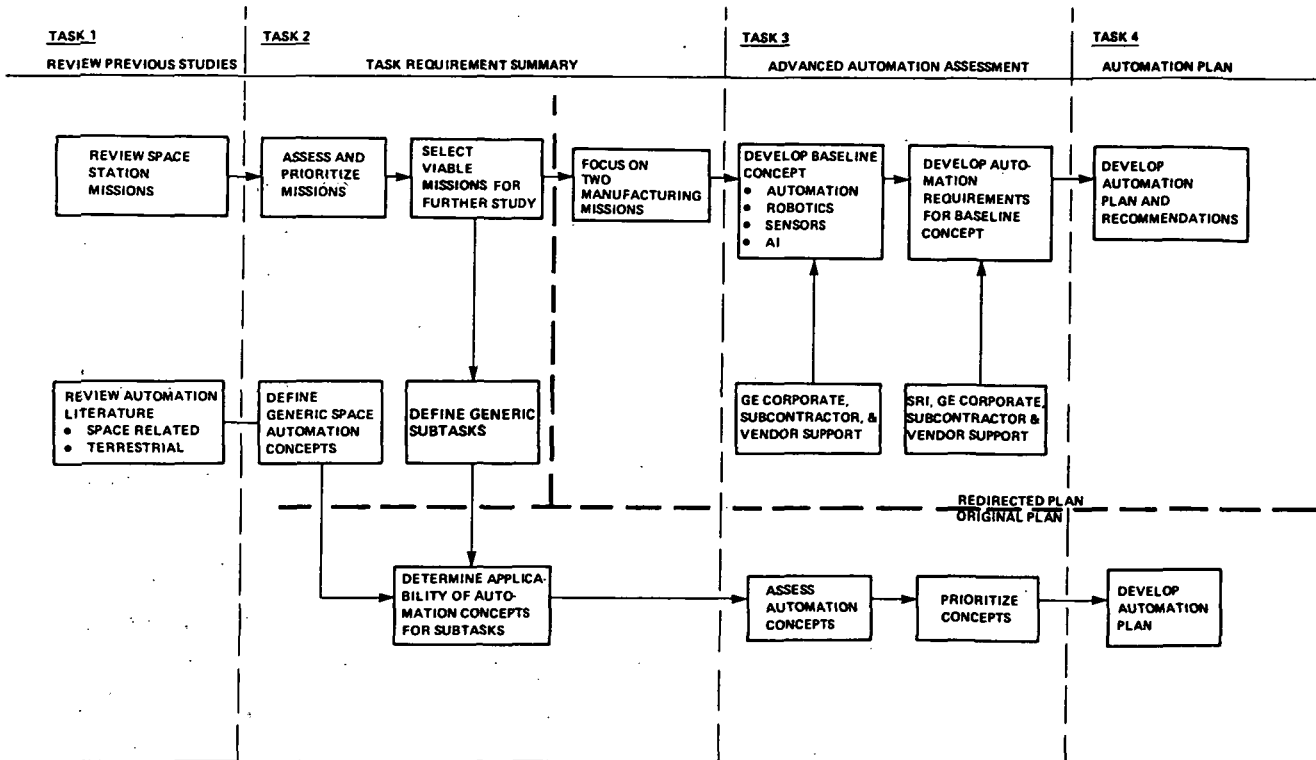 TASK 1
REVIEW PREVIOUS STUDIES
TASK 2
TASK REQUIREMENT SUMMARY
TASK 3
ADVANCED AUTOMATION ASSESSMENT
TASK 4
AUTOMATION PLAN
REVIEW SPACE
STATION
MISSIONS
ASSESS AND
PRIORITIZE
MISSIONS
SELECT
VIABLE
MISSIONS FOR
FURTHER STUDY
FOCUS ON
TWO
MANUFACTURING
MISSIONS
DEVELOP BASELINE
CONCEPT
• AUTOMATION
• ROBOTICS
• SENSORS
• AI
DEVELOP AUTO-
MATION
REQUIREMENTS
FOR BASELINE
CONCEPT
DEVELOP
AUTOMATION
PLAN AND
RECOMMENDATIONS
REVIEW AUTOMATION
LITERATURE
• SPACE RELATED
• TERRESTRIAL
DEFINE
GENERIC SPACE
AUTOMATION
CONCEPTS
DEFINE GENERIC
SUBTASKS
GE CORPORATE,
SUBCONTRACTOR, &
VENDOR SUPPORT
SRI, GE CORPORATE,
SUBCONTRACTOR &
VENDOR SUPPORT
REDIRECTED PLAN
ORIGINAL PLAN
DETERMINE APPLICA-
BILITY OF AUTO-
MATION CONCEPTS
FOR SUBTASKS
ASSESS
AUTOMATION
CONCEPTS
PRIORITIZE
CONCEPTS
DEVELOP
AUTOMATION
PLAN